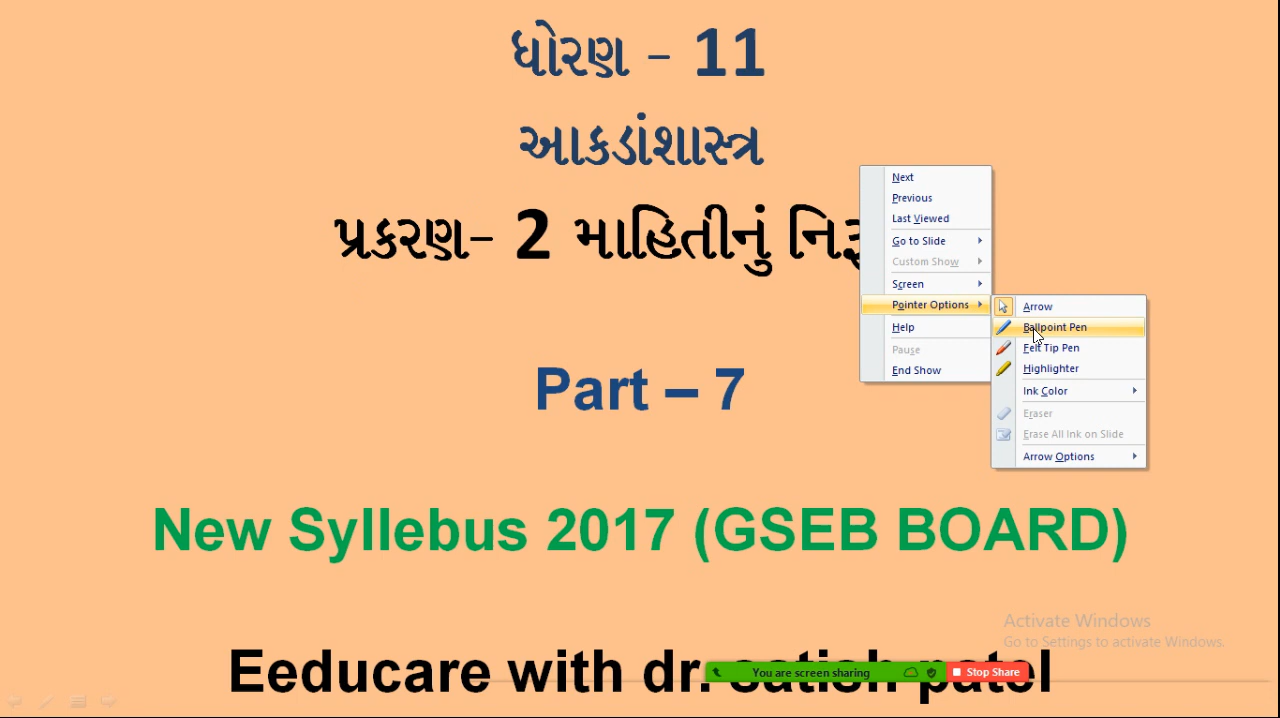 ધોરણ - 11
આકડાંશાસ્ત્ર
પ્રકરણ- 2 માહિતીનું
Part – 7
New Syllebus 2017 (GSEB BOARD)
Eeducare with dr. satish patel
Next
Previous
Last Viewed
Go to Slide
Custom Show
Screen
Pointer Options
Help
Pause
End Show
Arrow
Ballpoint Pen
Felt Tip Pen
Highlighter
Ink Color
Eraser
Erase All Ink on Slide
Arrow Options
Activate Windows
Go to Settings to activate Windows.
You are screen sharing
Stop Share